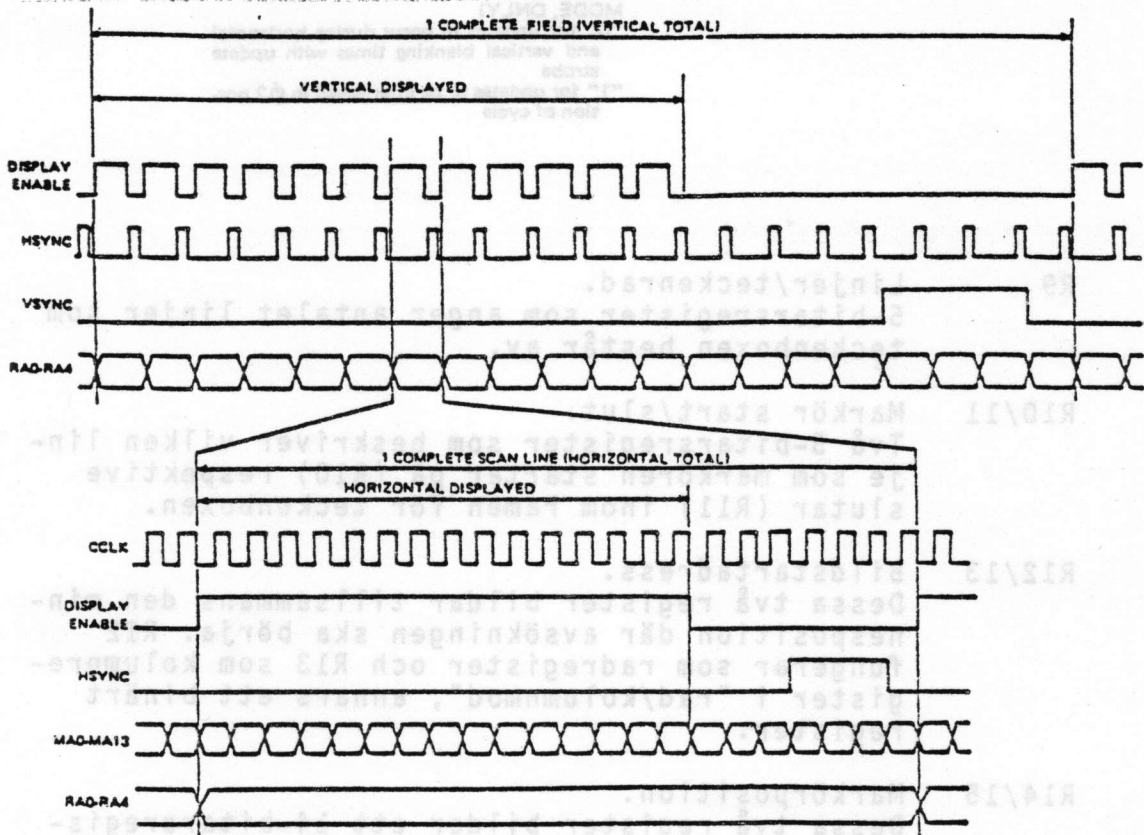 MODE, ONLY)
and vertical blanking times with update
strobe
tion of cycle
1 COMPLETE FIELD (VERTICAL TOTAL)
VERTICAL DISPLAYED
DISPLAY
ENABLE
HSYNC
VSYNC
RA0-RA4
R9 Linjer/teckenrad.
5-bitarsregister som anger antalet linjer som
teckenboxen består av.
R10/11 Markör start/slut
Två 5-bitarsregister som beskriver vilken lin-
je som markören startar på (R10) respektive
slutar (R11) inom ramen för teckenboxen.
1 COMPLETE SCAN LINE (HORIZONTAL TOTAL)
HORIZONTAL DISPLAYED
CCLK
DISPLAY
ENABLE
HSYNC
MA0-MA13
RA0-RA4
R12/13 Bildstartadress.
Dessa två register bildar tillsammans den min-
nesposition där avsökningen ska börja. R12
fungerar som radregister och R13 som kolumnre-
gister i "rad/kolumnmod", annars ett binärt
register.
R14/15 Markörposition.
Dessa två register bildar ett 14-bitarsregis-